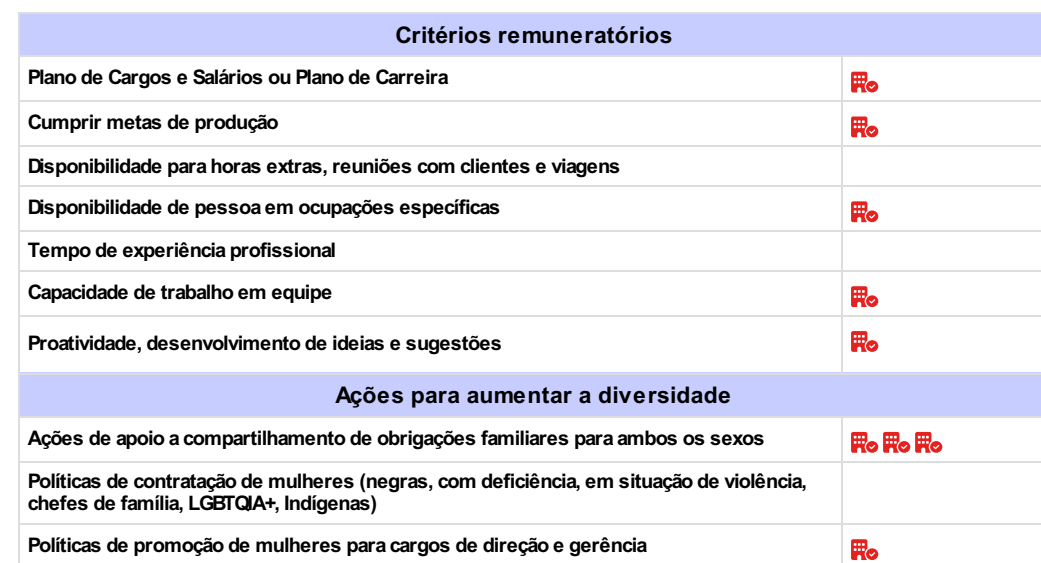 Critérios remuneratórios
Plano de Cargos e Salários ou Plano de Carreira
Cumprir metas de produção
Disponibilidade para horas extras, reuniões com clientes e viagens
Disponibilidade de pessoa em ocupações específicas
Tempo de experiência profissional
Capacidade de trabalho em equipe
Proatividade, desenvolvimento de ideias e sugestões
Ações para aumentar a diversidade
Ações de apoio a compartilhamento de obrigações familiares para ambos os sexos
Políticas de contratação de mulheres (negras, com deficiência, em situação de violência,
chefes de família, LGBTQIA+, Indígenas)
Políticas de promoção de mulheres para cargos de direção e gerência